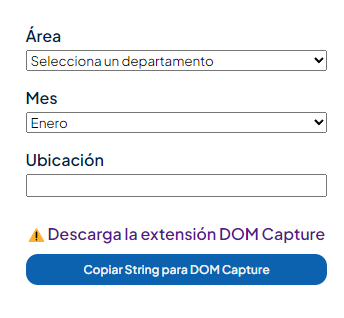 Área
Selecciona un departamento
Mes
Enero
Ubicación
⚠️ Descarga la extensión DOM Capture
Copiar String para DOM Capture